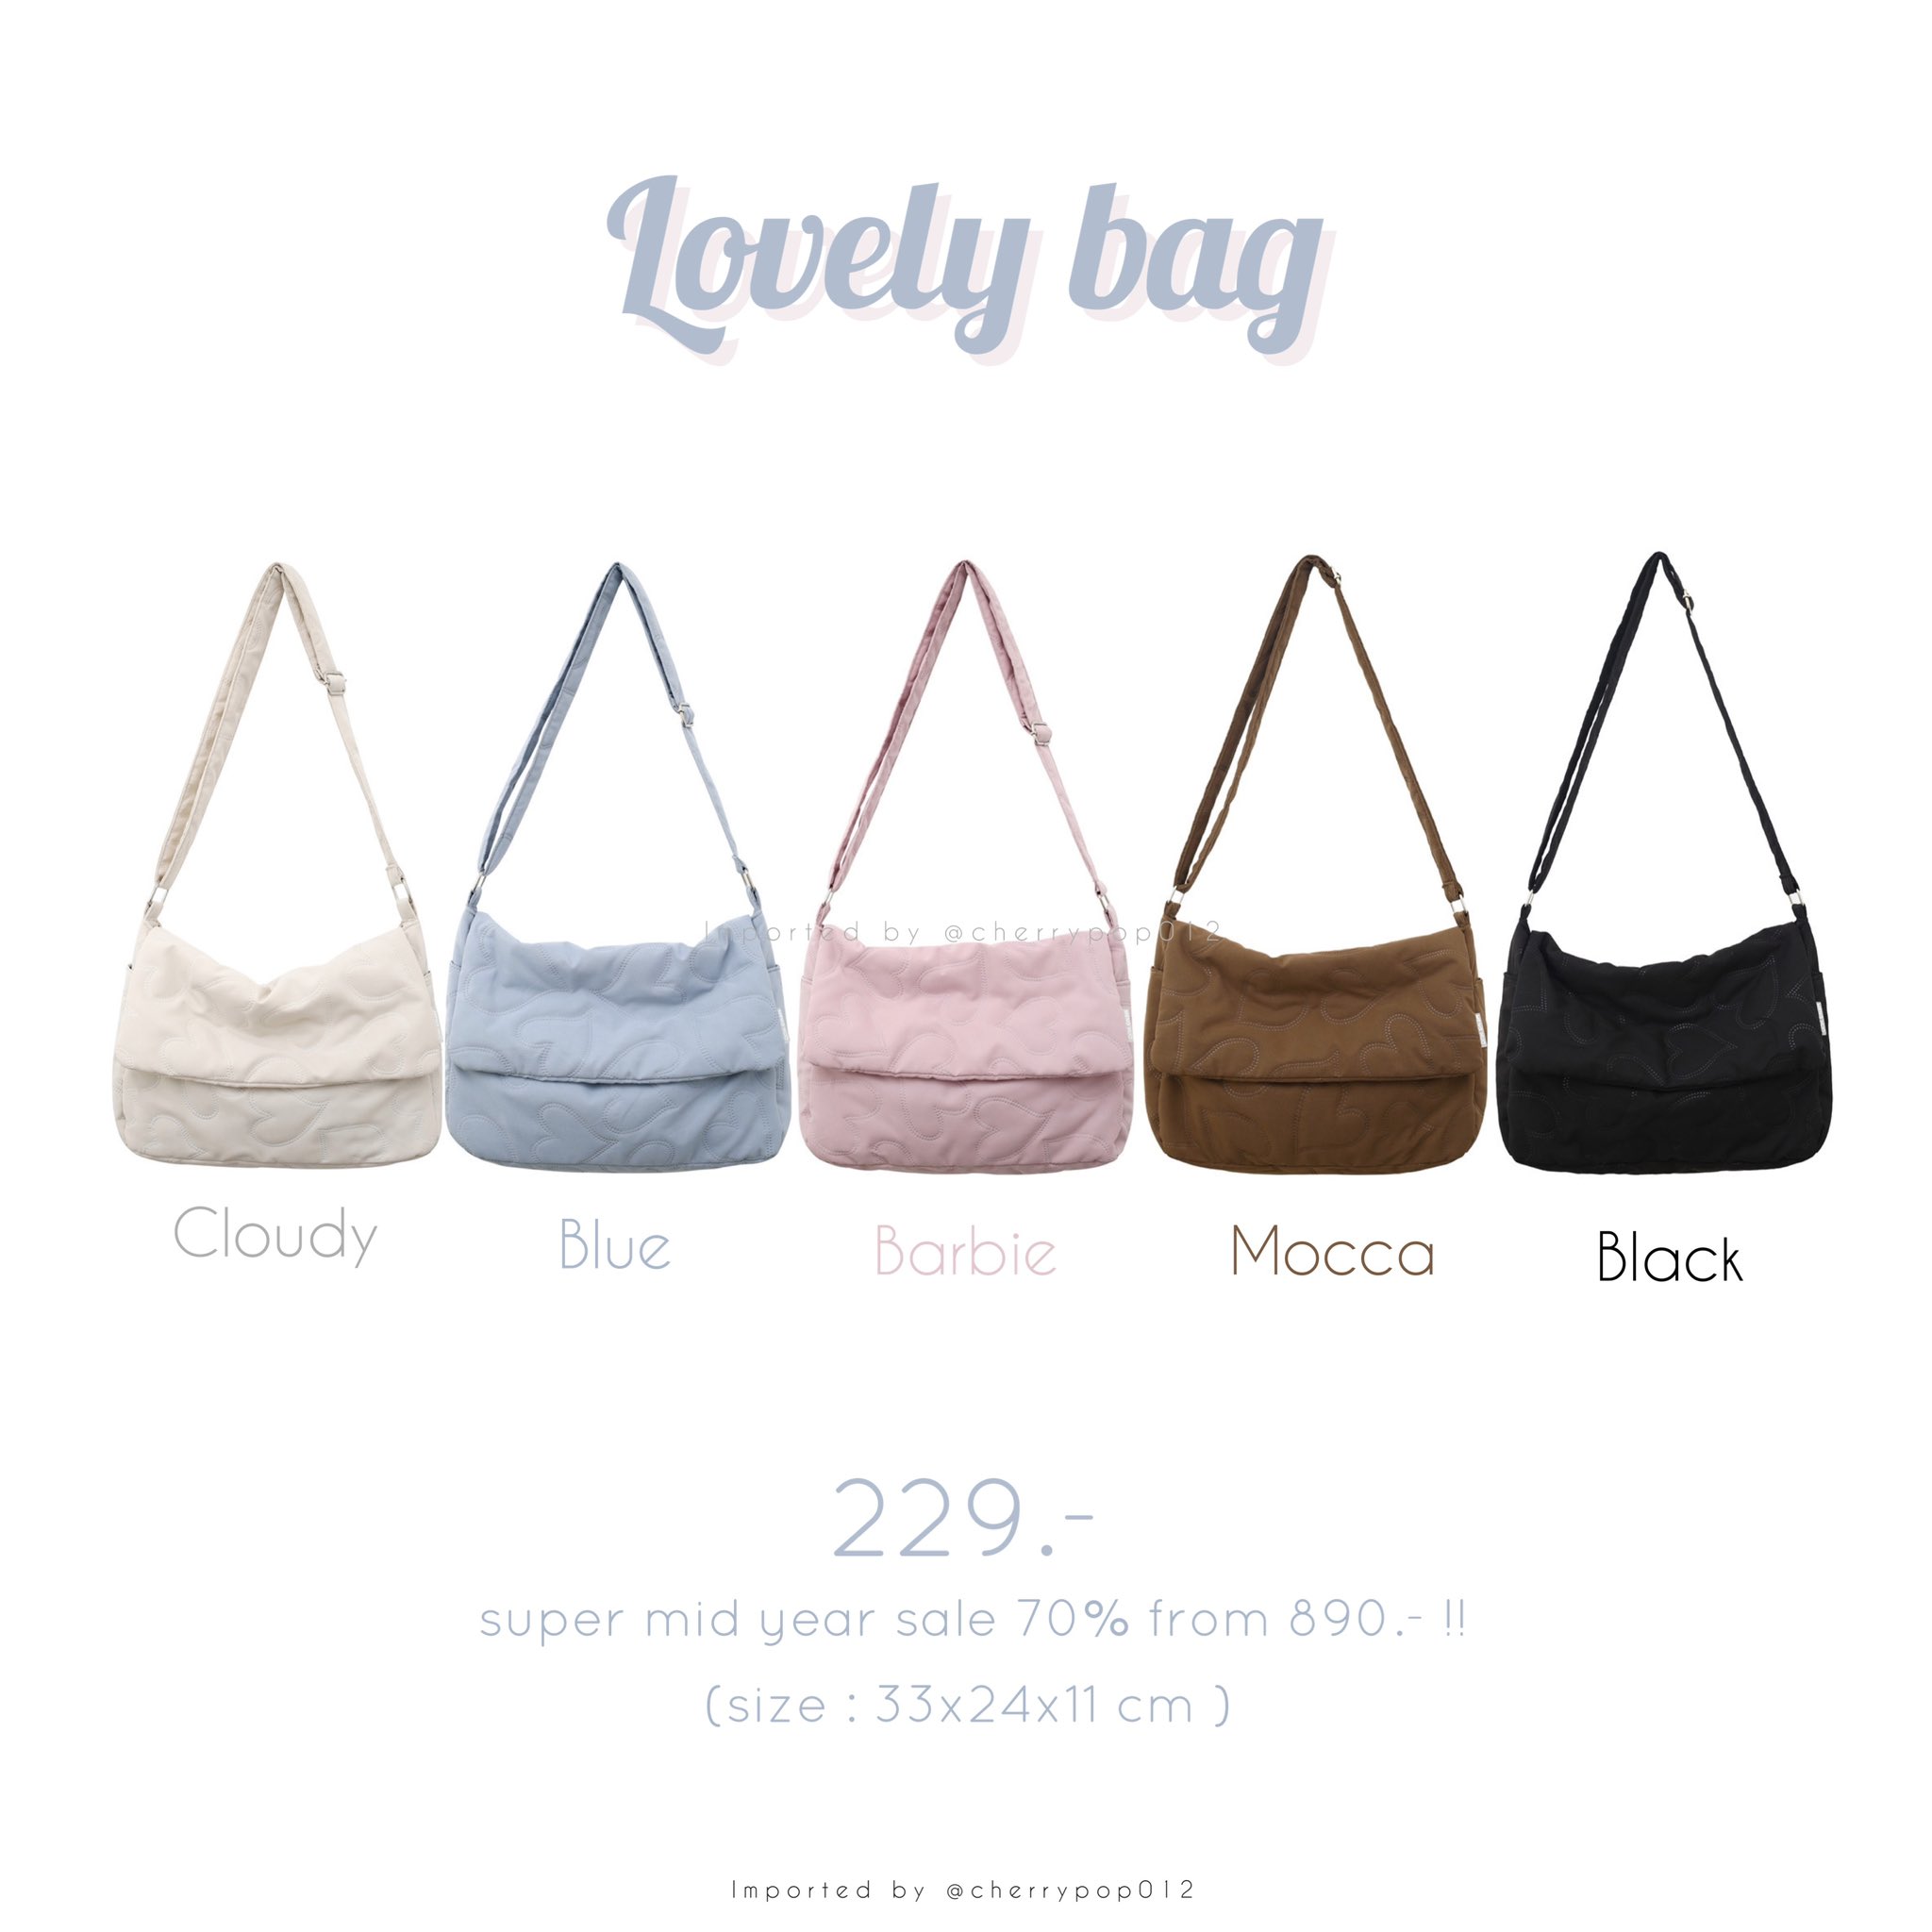 Lovely bag
Imported by @cherrypop012
Cloudy
Blue
Barbie
Mocca
Black
229.-
super mid year sale 70% from 890.- !!
(size : 33x24x11 cm )
Imported by @cherrypop012